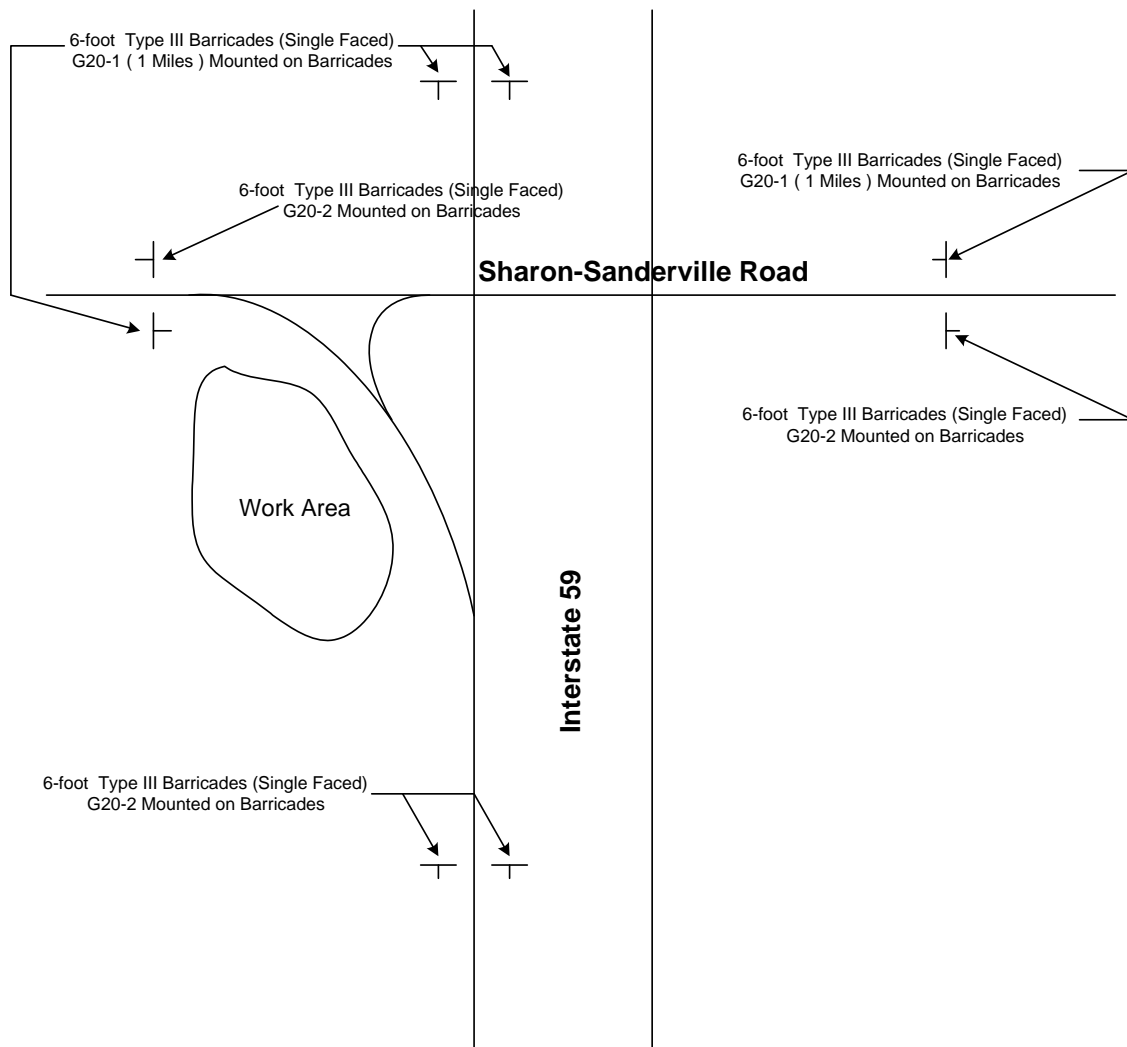 6-foot  Type III Barricades (Single Faced)
G20-1 ( 1 Miles ) Mounted on Barricades
6-foot  Type III Barricades (Single Faced)
G20-1 ( 1 Miles ) Mounted on Barricades
6-foot  Type III Barricades (Single Faced)
G20-2 Mounted on Barricades
Sharon-Sanderville Road
6-foot  Type III Barricades (Single Faced)
G20-2 Mounted on Barricades
Work Area
Interstate 59
6-foot  Type III Barricades (Single Faced)
G20-2 Mounted on Barricades